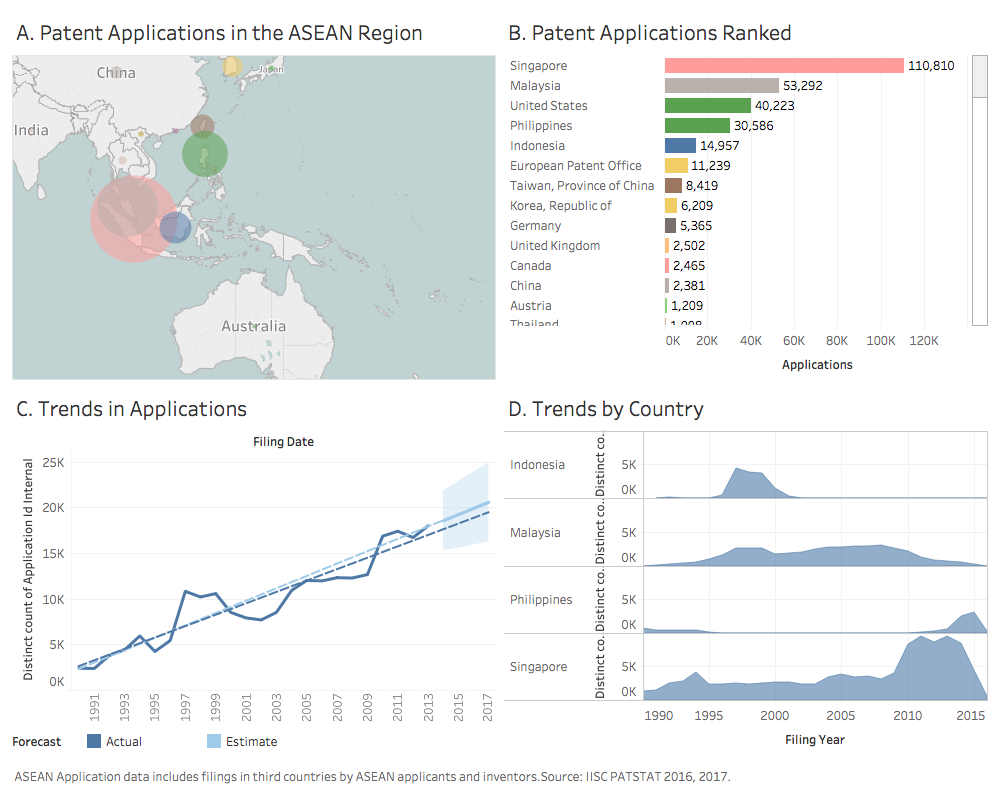 A. Patent Applications in the ASEAN Region
China
Japan
India
Australia
B. Patent Applications Ranked
Singapore 110,810
Malaysia 53,292
United States 40,223
Philippines 30,586
Indonesia 14,957
European Patent Office 11,239
Taiwan, Province of China 8,419
Korea, Republic of 6,209
Germany 5,365
United Kingdom 2,502
Canada 2,465
China 2,381
Austria 1,209
Thailand
0K 20K 40K 60K 80K 100K 120K
Applications
C. Trends in Applications
Filing Date
Distinct count of Application Id Internal
25K
20K
15K
10K
5K
0K
1991 1993 1995 1997 1999 2001 2003 2005 2007 2009 2011 2013 2015 2017
Forecast Actual Estimate
D. Trends by Country
Indonesia Distinct co.. 5K 0K
Malaysia Distinct co.. 5K 0K
Philippines Distinct co.. 5K 0K
Singapore Distinct co.. 5K 0K
1990 1995 2000 2005 2010 2015
Filing Year
ASEAN Application data includes filings in third countries by ASEAN applicants and inventors.Source: IISC PATSTAT 2016, 2017.